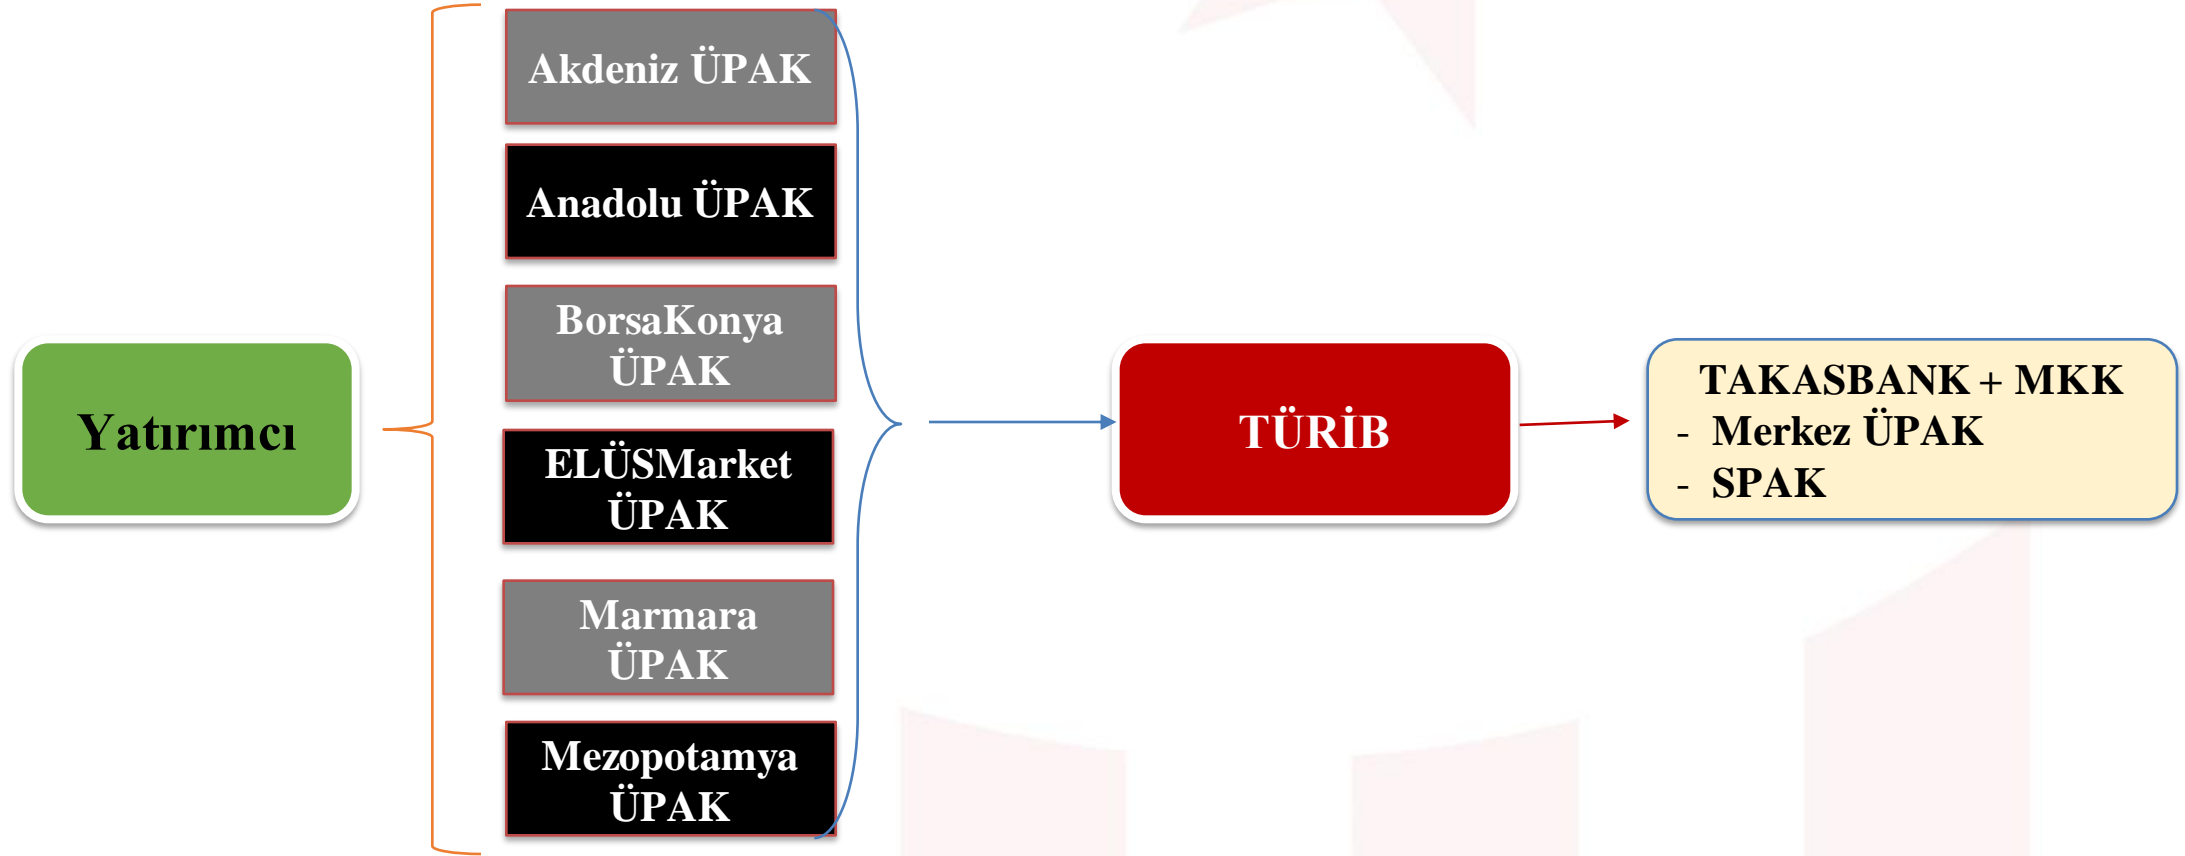 Yatırımcı
Akdeniz ÜPAK
Anadolu ÜPAK
BorsaKonya
ÜPAK
ELÜSMarket
ÜPAK
Marmara
ÜPAK
Mezopotamya
ÜPAK
TÜRİB
TAKASBANK + MKK
- Merkez ÜPAK
- SPAK